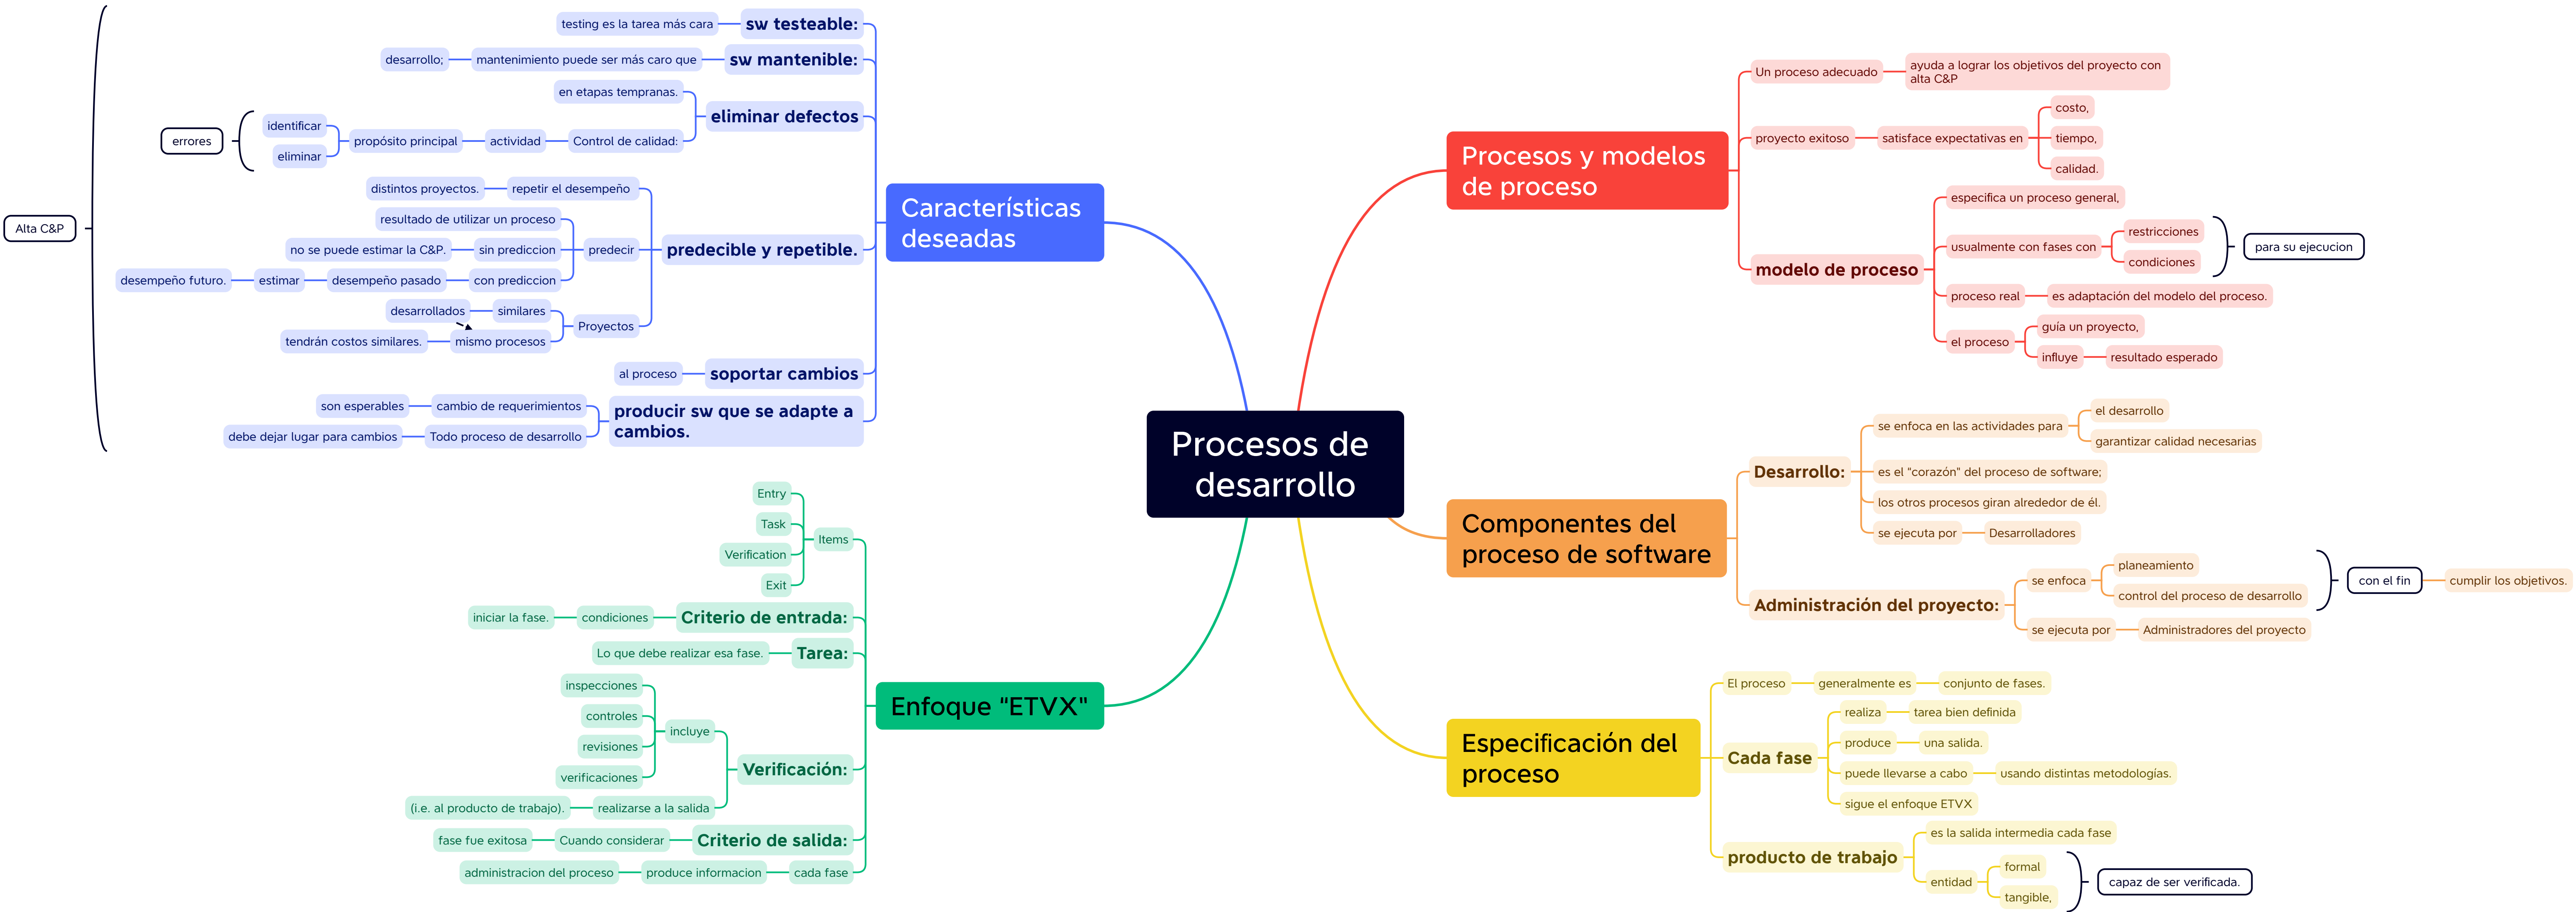 Procesos de
desarrollo
Procesos y modelos
de proceso
Un proceso adecuado
ayuda a lograr los objetivos del proyecto con
alta C&P
proyecto exitoso
satisface expectativas en
costo,
tiempo,
calidad.
modelo de proceso
especifica un proceso general,
usualmente con fases con
restricciones
condiciones
para su ejecucion
proceso real
es adaptación del modelo del proceso.
el proceso
guía un proyecto,
influye
resultado esperado
Componentes del
proceso de software
Desarrollo:
se enfoca en las actividades para
el desarrollo
garantizar calidad necesarias
es el "corazón" del proceso de software;
los otros procesos giran alrededor de él.
se ejecuta por
Desarrolladores
Administración del proyecto:
se enfoca
planeamiento
control del proceso de desarrollo
con el fin
cumplir los objetivos.
se ejecuta por
Administradores del proyecto
Especificación del
proceso
El proceso
generalmente es
conjunto de fases.
Cada fase
realiza
tarea bien definida
produce
una salida.
puede llevarse a cabo
usando distintas metodologías.
sigue el enfoque ETVX
producto de trabajo
es la salida intermedia cada fase
entidad
formal
tangible,
capaz de ser verificada.
Características
deseadas
sw testeable:
testing es la tarea más cara
sw mantenible:
mantenimiento puede ser más caro que
desarrollo;
eliminar defectos
en etapas tempranas.
Control de calidad:
actividad
propósito principal
identificar
eliminar
errores
predecible y repetible.
repetir el desempeño
distintos proyectos.
predecir
resultado de utilizar un proceso
sin prediccion
no se puede estimar la C&P.
con prediccion
desempeño pasado
estimar
desempeño futuro.
Proyectos
similares
desarrollados
mismo procesos
tendrán costos similares.
soportar cambios
al proceso
producir sw que se adapte a
cambios.
cambio de requerimientos
son esperables
Todo proceso de desarrollo
debe dejar lugar para cambios
Alta C&P
Enfoque “ETVX"
Items
Entry
Task
Verification
Exit
Criterio de entrada:
condiciones
iniciar la fase.
Tarea:
Lo que debe realizar esa fase.
Verificación:
incluye
inspecciones
controles
revisiones
verificaciones
realizarse a la salida
(i.e. al producto de trabajo).
Criterio de salida:
Cuando considerar
fase fue exitosa
cada fase
produce informacion
administracion del proceso